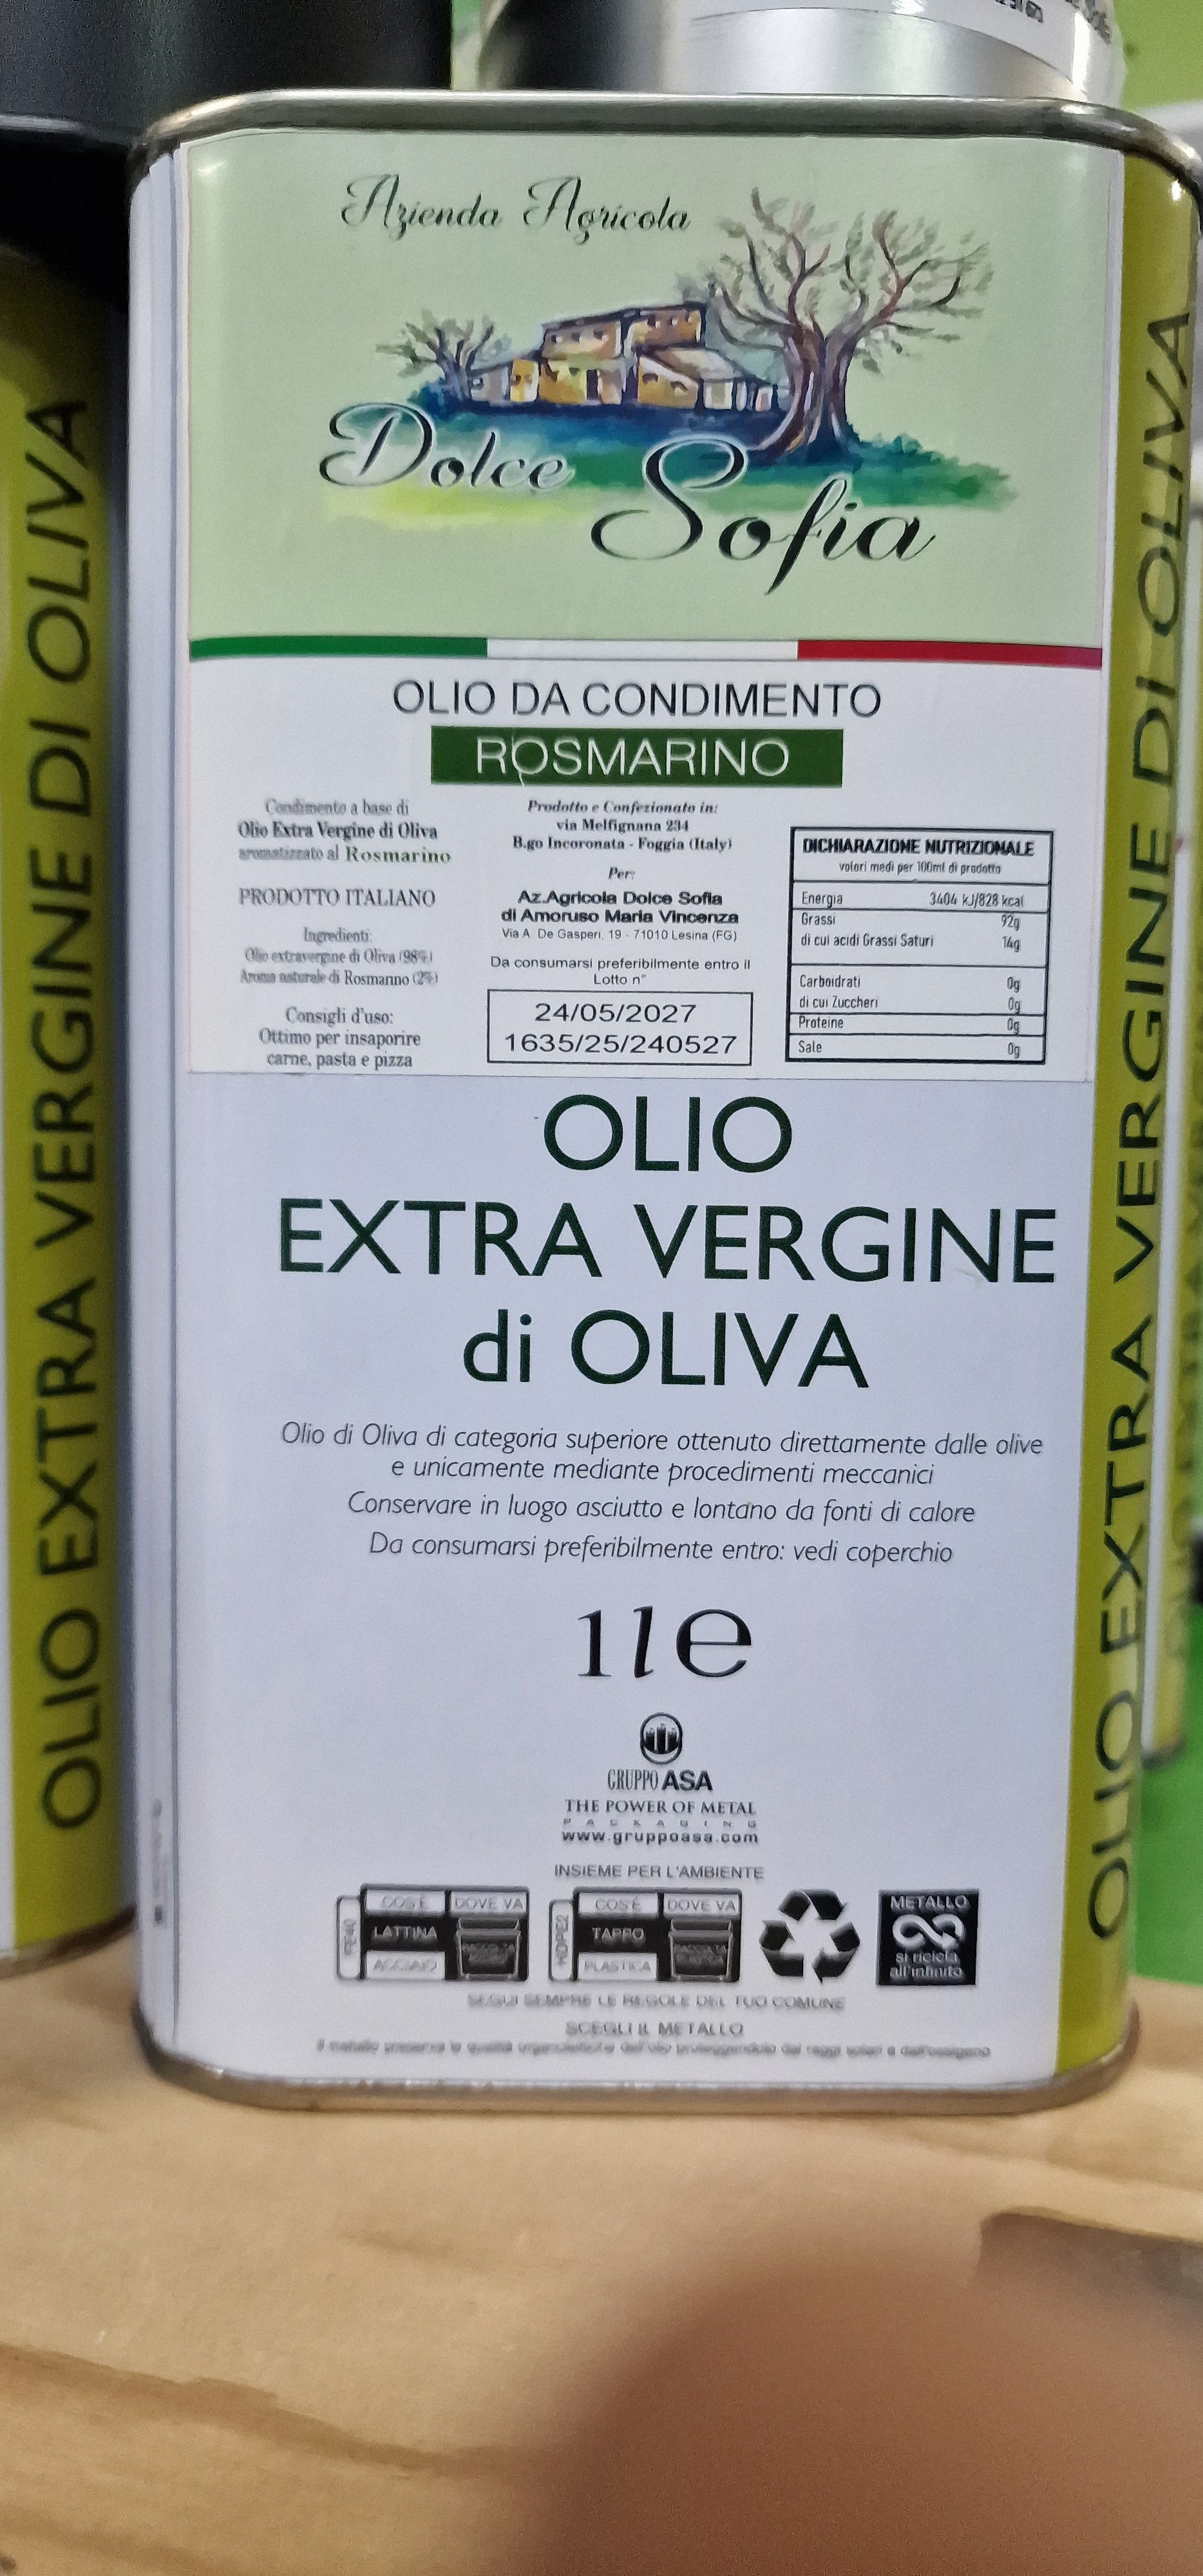 Azienda Agricola
Dolce
Sofia
OLIO DA CONDIMENTO
ROSMARINO
Condimento a base di
Olio Extra Vergine di Oliva
aromatizzato al Rosmarino
PRODOTTO ITALIANO
Ingredienti:
Olio extravergine di Oliva (98%)
Aroma naturale di Rosmarino (2%)
Consigli d'uso:
Ottimo per insaporire
carne, pasta e pizza
Prodotto e Confezionato in:
via Melfignana 234
B.go Incoronata - Foggia (Italy)
Per:
Az.Agricola Dolce Sofia
di Amoruso Maria Vincenza
Via A. De Gasperi, 19 - 71010 Lesina (FG)
Da consumarsi preferibilmente entro il
Lotto n°
24/05/2027
1635/25/240527
DICHIARAZIONE NUTRIZIONALE
valori medi per 100ml di prodotto
Energia 3404 kJ/828 kcal
Grassi 92g
di cui acidi Grassi Saturi 14g
Carboidrati 0g
di cui Zuccheri 0g
Proteine 0g
Sale 0g
OLIO
EXTRA VERGINE
di OLIVA
Olio di Oliva di categoria superiore ottenuto direttamente dalle olive
e unicamente mediante procedimenti meccanici
Conservare in luogo asciutto e lontano da fonti di calore
Da consumarsi preferibilmente entro: vedi coperchio
1 l e
GRUPPO ASA
THE POWER OF METAL
PACKAGING
www.gruppoasa.com
INSIEME PER L'AMBIENTE
FE40
COS'È DOVE VA
LATTINA
ACCIAIO
HDPE2
COS'È DOVE VA
TAPPO
PLASTICA
METALLO
si ricicla
all'infinito
SEGUI SEMPRE LE REGOLE DEL TUO COMUNE
SCEGLI IL METALLO
OLIO EXTRA VERGINE DI OLIVA
OLIO EXTRA VERGINE DI OLIVA